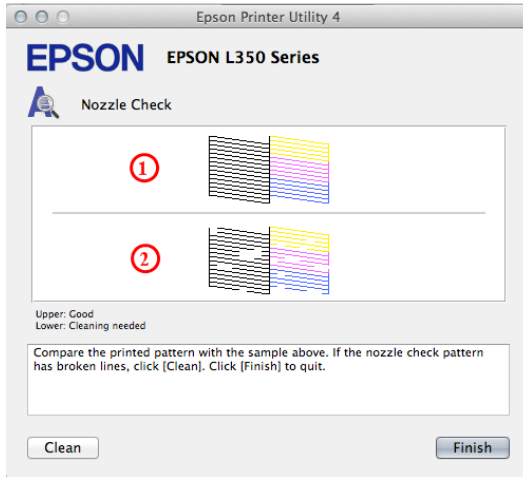 Epson Printer Utility 4
EPSON EPSON L350 Series
Nozzle Check
1
2
Upper: Good
Lower: Cleaning needed
Compare the printed pattern with the sample above. If the nozzle check pattern
has broken lines, click [Clean]. Click [Finish] to quit.
Clean Finish